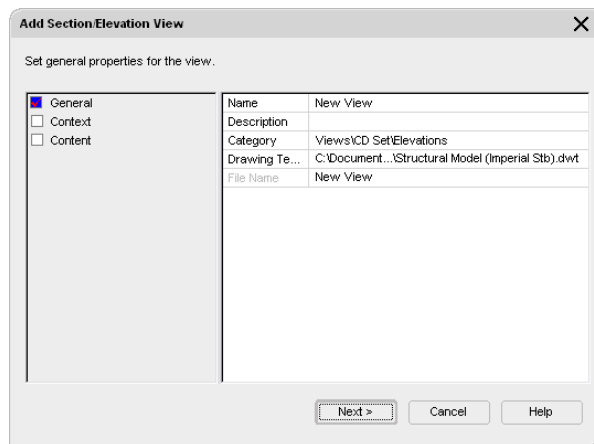 Add Section/Elevation View
Set general properties for the view.
General
Context
Content
Name New View
Description
Category Views\CD Set\Elevations
Drawing Te... C:\Document...\Structural Model (Imperial Stb).dwt
File Name New View
Next > Cancel Help